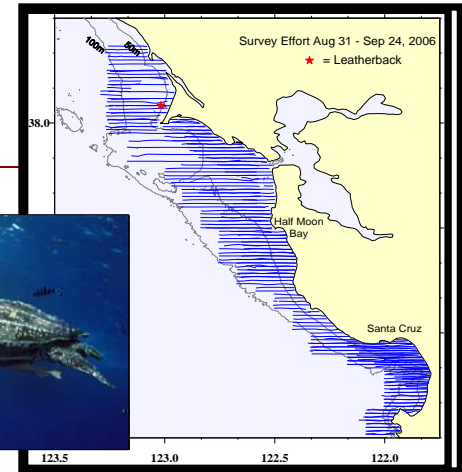 Survey Effort Aug 31 - Sep 24, 2006
= Leatherback
100m
50m
38.0
Half Moon
Bay
Santa Cruz
123.5 123.0 122.5 122.0